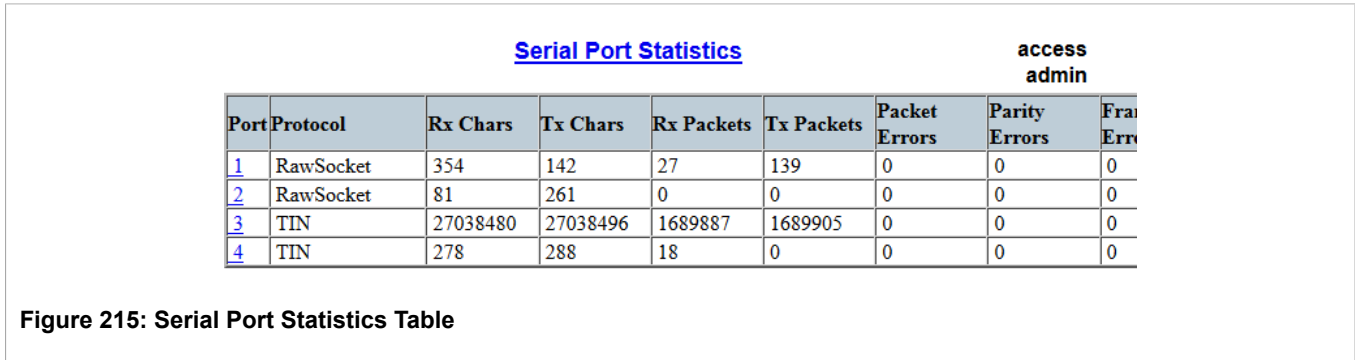 Serial Port Statistics
access
admin
Port Protocol Rx Chars Tx Chars Rx Packets Tx Packets Packet Errors Parity Errors
1 RawSocket 354 142 27 139 0 0 0
2 RawSocket 81 261 0 0 0 0 0
3 TIN 27038480 27038496 1689887 1689905 0 0 0
4 TIN 278 288 18 0 0 0 0
Figure 215: Serial Port Statistics Table